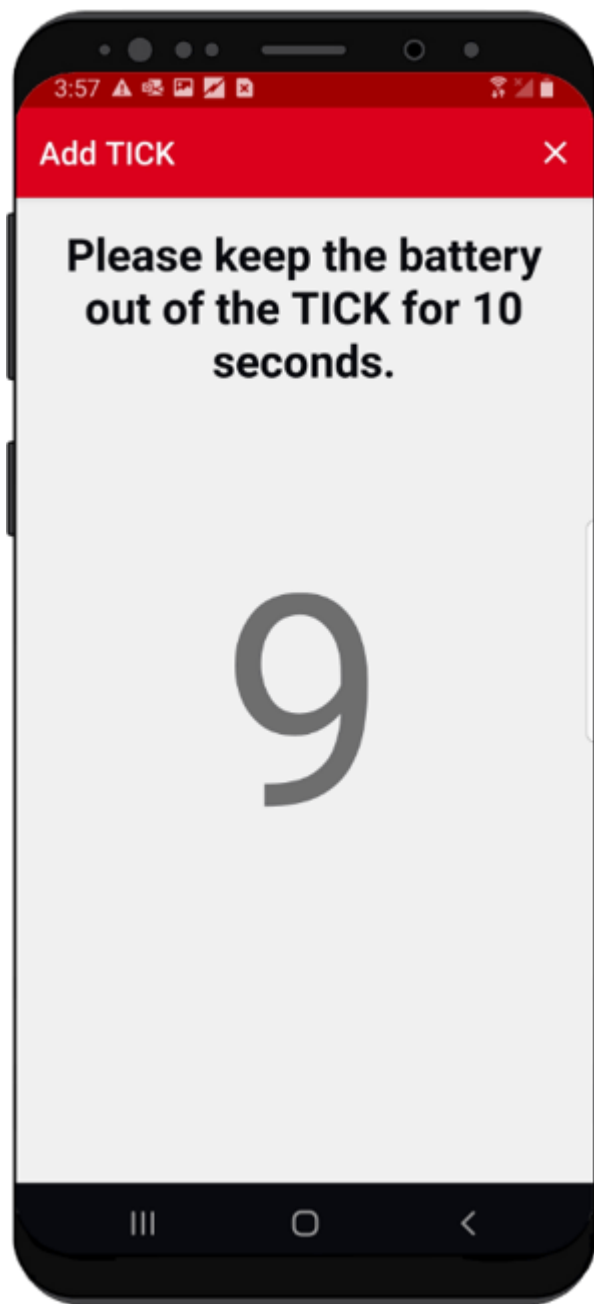 3:57
Add TICK
Please keep the battery
out of the TICK for 10
seconds.
9